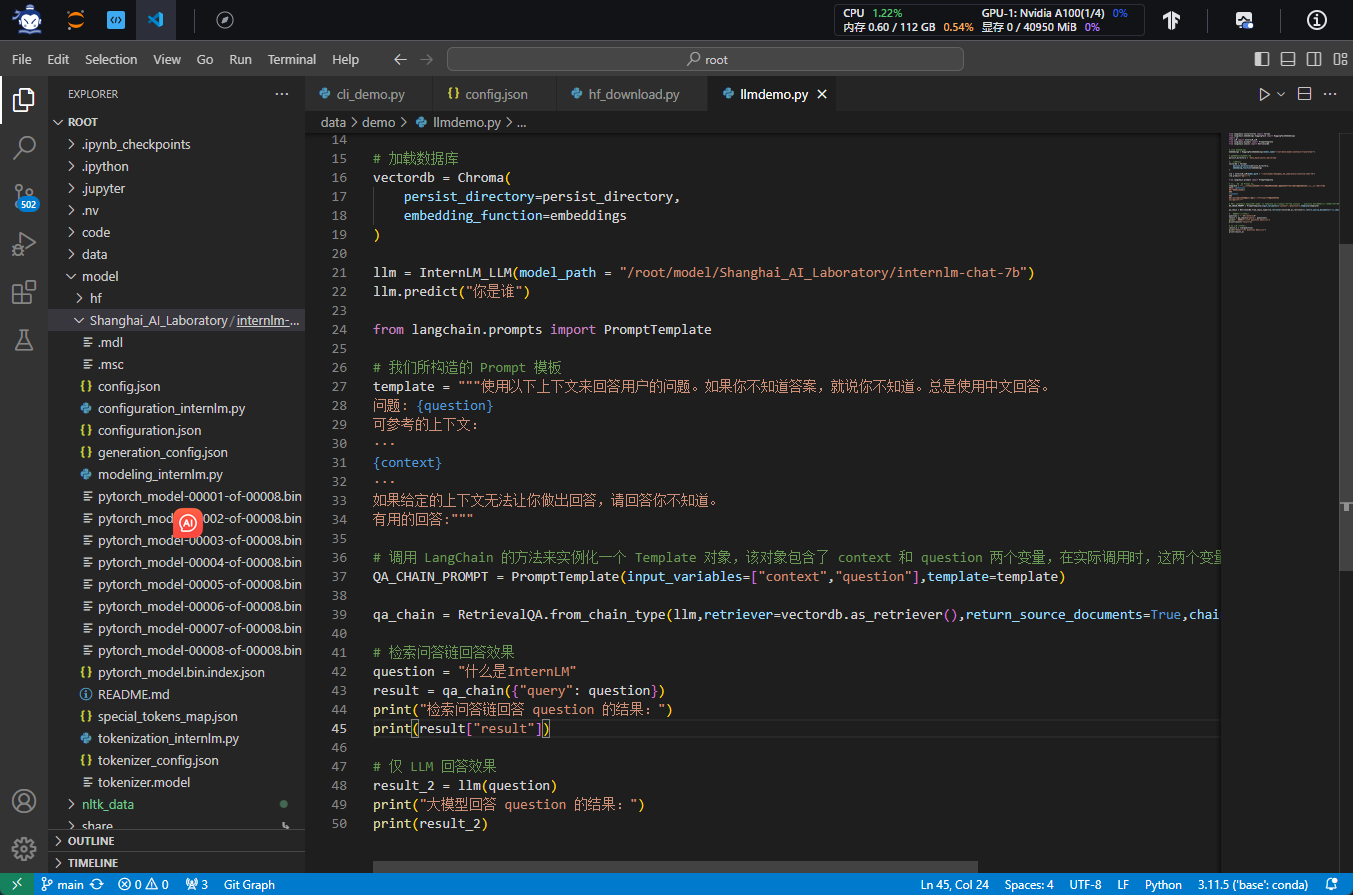 CPU 1.22% GPU-1: Nvidia A100(1/4) 0%
内存 0.60 / 112 GB 0.54% 显存 0 / 40950 MiB 0%
File Edit Selection View Go Run Terminal Help root
EXPLORER
ROOT
.ipynb_checkpoints
.ipython
.jupyter
.nv
code
data
model
hf
Shanghai_AI_Laboratory / internlm-...
.mdl
.msc
config.json
configuration_internlm.py
configuration.json
generation_config.json
modeling_internlm.py
pytorch_model-00001-of-00008.bin
pytorch_mod 002-of-00008.bin
pytorch_model-00003-of-00008.bin
pytorch_model-00004-of-00008.bin
pytorch_model-00005-of-00008.bin
pytorch_model-00006-of-00008.bin
pytorch_model-00007-of-00008.bin
pytorch_model-00008-of-00008.bin
pytorch_model.bin.index.json
README.md
special_tokens_map.json
tokenization_internlm.py
tokenizer_config.json
tokenizer.model
nltk_data
share
OUTLINE
TIMELINE
502
AI
cli_demo.py config.json hf_download.py llmdemo.py
data > demo > llmdemo.py > ...
14
15 # 加载数据库
16 vectordb = Chroma(
17 persist_directory=persist_directory,
18 embedding_function=embeddings
19 )
20
21 llm = InternLM_LLM(model_path = "/root/model/Shanghai_AI_Laboratory/internlm-chat-7b")
22 llm.predict("你是谁")
23
24 from langchain.prompts import PromptTemplate
25
26 # 我们所构造的 Prompt 模板
27 template = """使用以下上下文来回答用户的问题。如果你不知道答案，就说你不知道。总是使用中文回答。
28 问题: {question}
29 可参考的上下文：
30 ···
31 {context}
32 ···
33 如果给定的上下文无法让你做出回答，请回答你不知道。
34 有用的回答:"""
35
36 # 调用 LangChain 的方法来实例化一个 Template 对象，该对象包含了 context 和 question 两个变量，在实际调用时，这两个变量
37 QA_CHAIN_PROMPT = PromptTemplate(input_variables=["context","question"],template=template)
38
39 qa_chain = RetrievalQA.from_chain_type(llm,retriever=vectordb.as_retriever(),return_source_documents=True,chai
40
41 # 检索问答链回答效果
42 question = "什么是InternLM"
43 result = qa_chain({"query": question})
44 print("检索问答链回答 question 的结果：")
45 print(result["result"])
46
47 # 仅 LLM 回答效果
48 result_2 = llm(question)
49 print("大模型回答 question 的结果：")
50 print(result_2)
main 0 0 3 Git Graph Ln 45, Col 24 Spaces: 4 UTF-8 LF Python 3.11.5 ('base': conda)